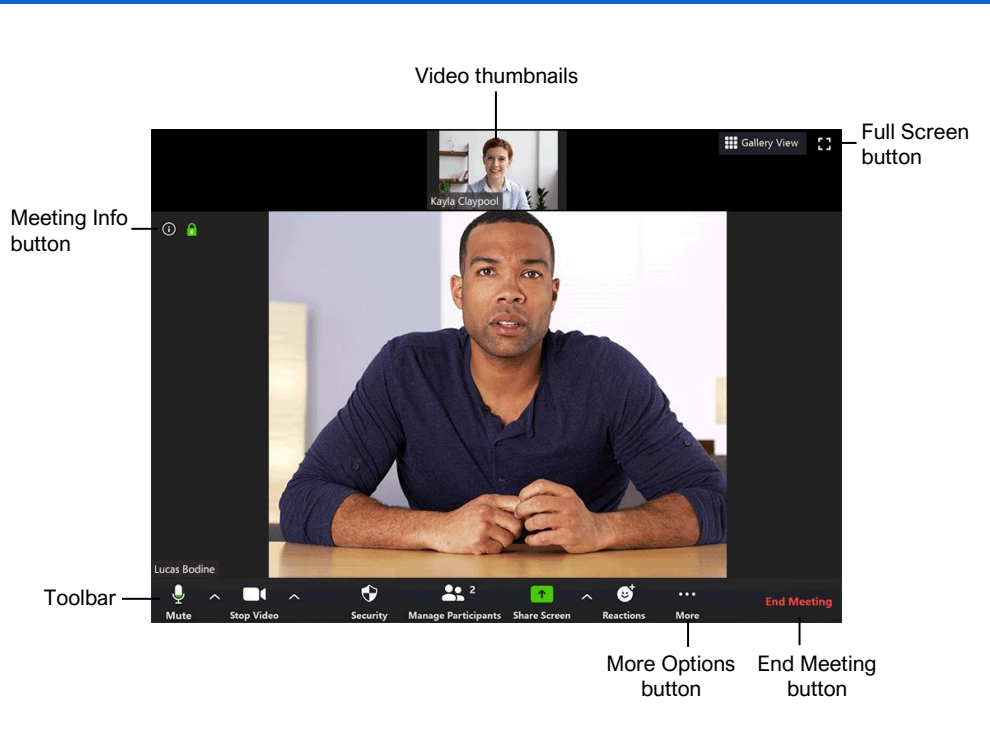 Video thumbnails
Full Screen
button
Gallery View
Kayla Claypool
Meeting Info
button
Lucas Bodine
Toolbar
2
Mute
Stop Video
Security
Manage Participants
Share Screen
Reactions
More
End Meeting
More Options
button
End Meeting
button